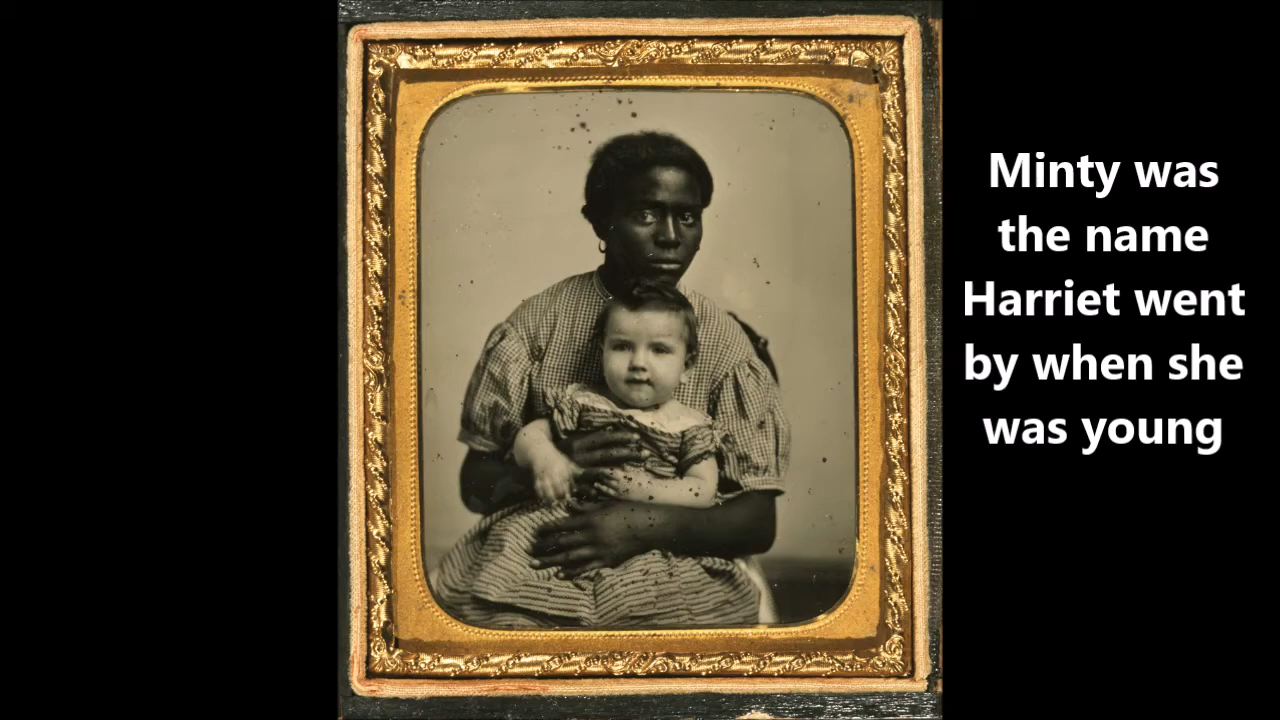 Minty was
the name
Harriet went
by when she
was young